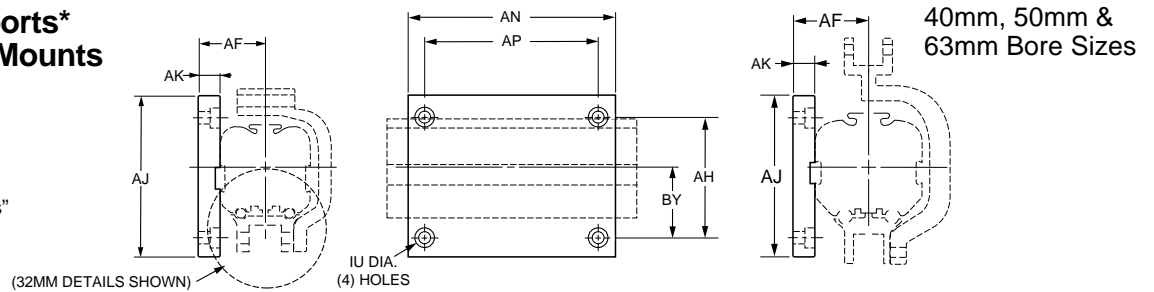 orts*
Mounts
s”
AF
AK
AJ
(32MM DETAILS SHOWN)
AN
AP
AH
BY
IU DIA.
(4) HOLES
AF
AK
AJ
40mm, 50mm &
63mm Bore Sizes